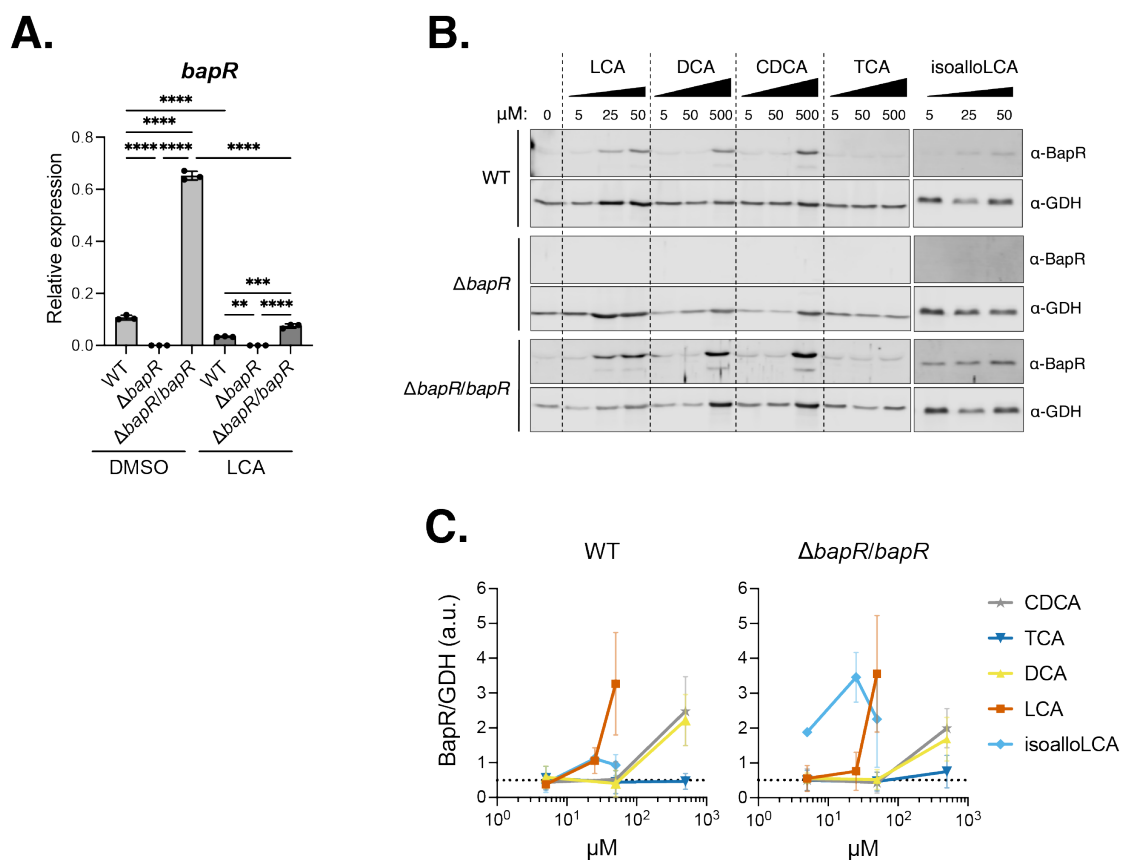 A.
bapR
****
****
**** **** ****
Relative expression
0.8
0.6
0.4
0.2
0.0
***
** ****
WT
ΔbapR
ΔbapR/bapR
WT
ΔbapR
ΔbapR/bapR
DMSO LCA
B.
LCA DCA CDCA TCA isoalloLCA
μM: 0 5 25 50 5 50 500 5 50 500 5 50 500 5 25 50
WT
α-BapR
α-GDH
ΔbapR
α-BapR
α-GDH
ΔbapR/bapR
α-BapR
α-GDH
C.
WT ΔbapR/bapR
BapR/GDH (a.u.)
6 6
5 5
4 4
3 3
2 2
1 1
0 0
10⁰ 10¹ 10² 10³ 10⁰ 10¹ 10² 10³
μM μM
CDCA
TCA
DCA
LCA
isoalloLCA